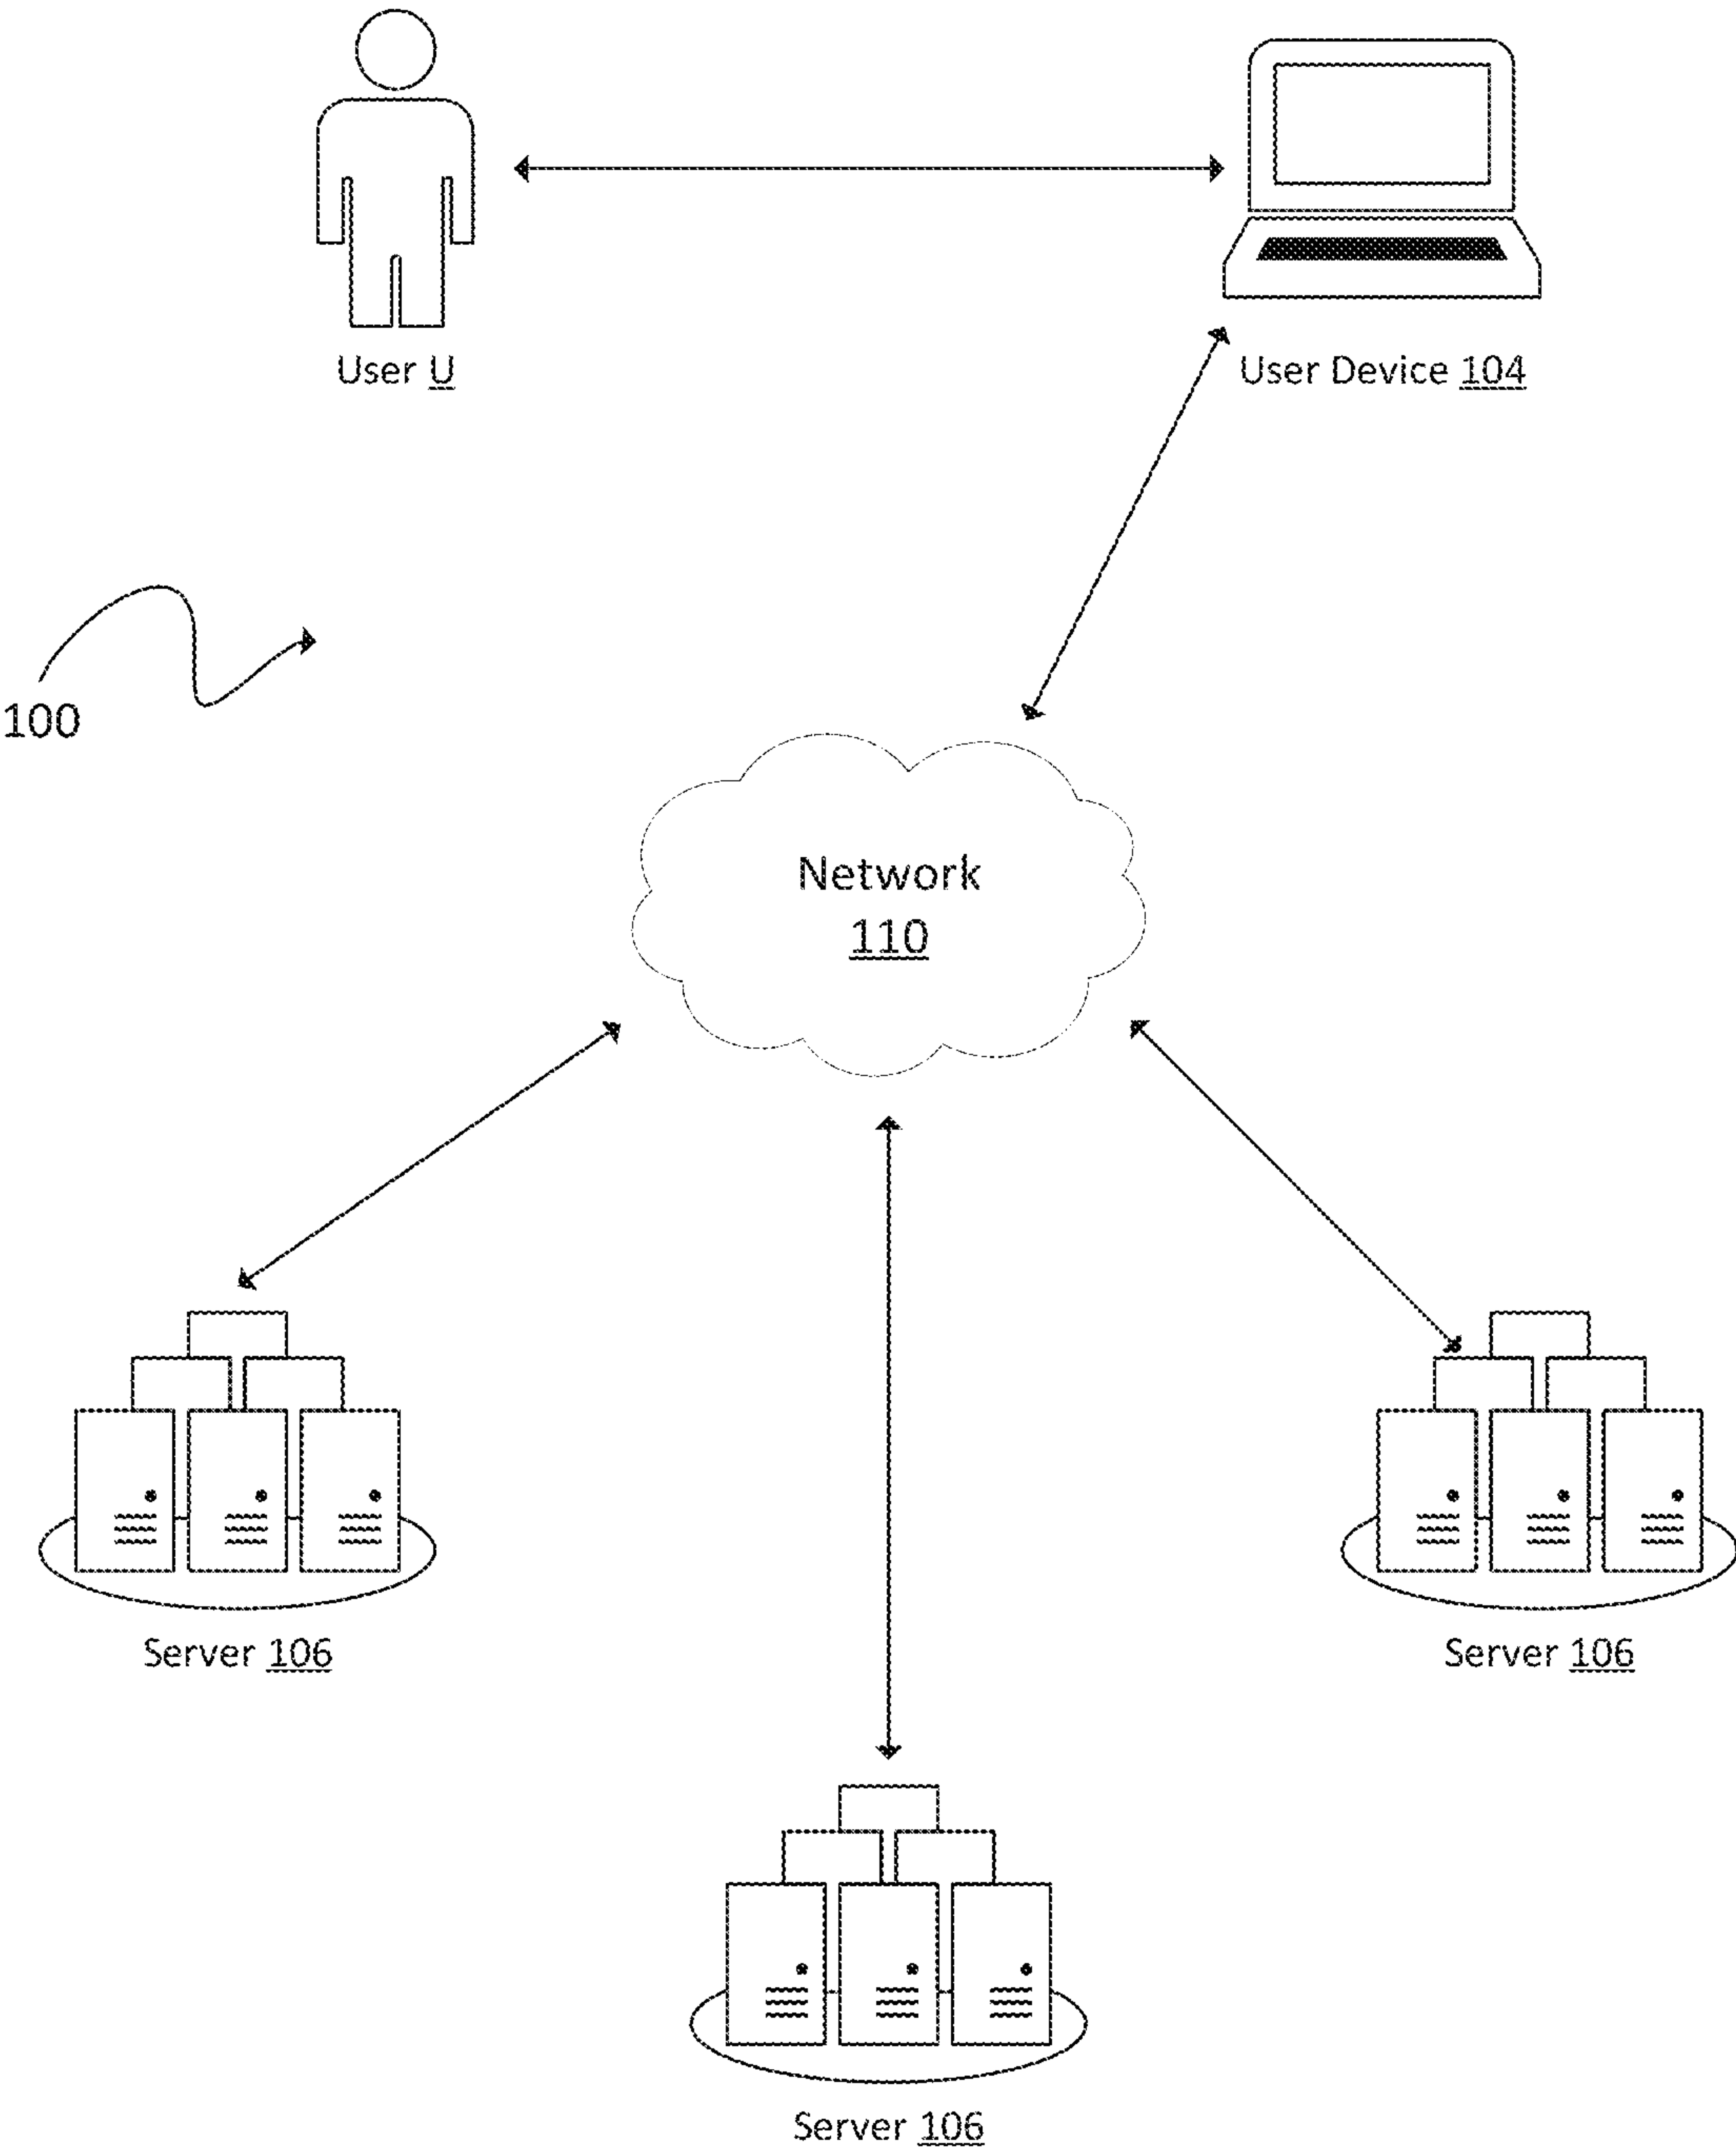 User U
User Device 104
100
Network
110
Server 106
Server 106
Server 106